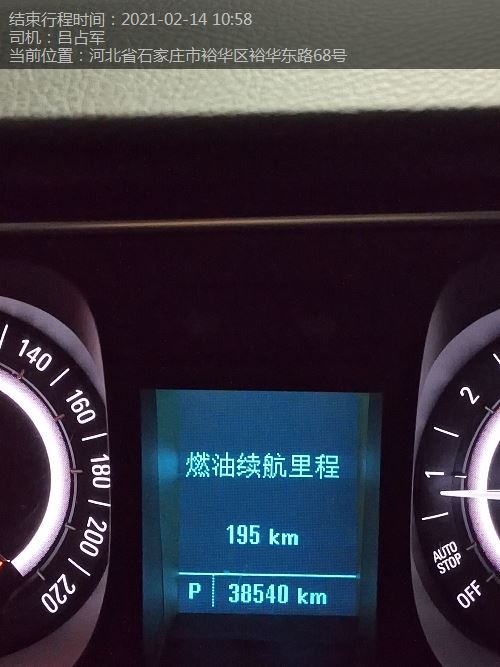 结束行程时间：2021-02-14 10:58
司机：吕占军
当前位置：河北省石家庄市裕华区裕华东路68号
140
160
180
200
220
燃油续航里程
195 km
P 38540 km
2
1
AUTO
STOP
OFF